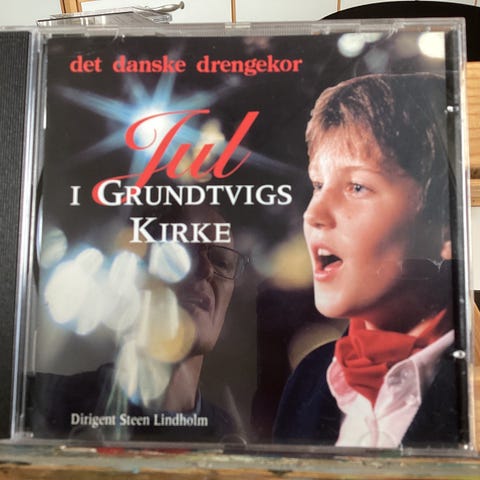 det danske drengekor
Jul
I GRUNDTVIGS
KIRKE
Dirigent Steen Lindholm